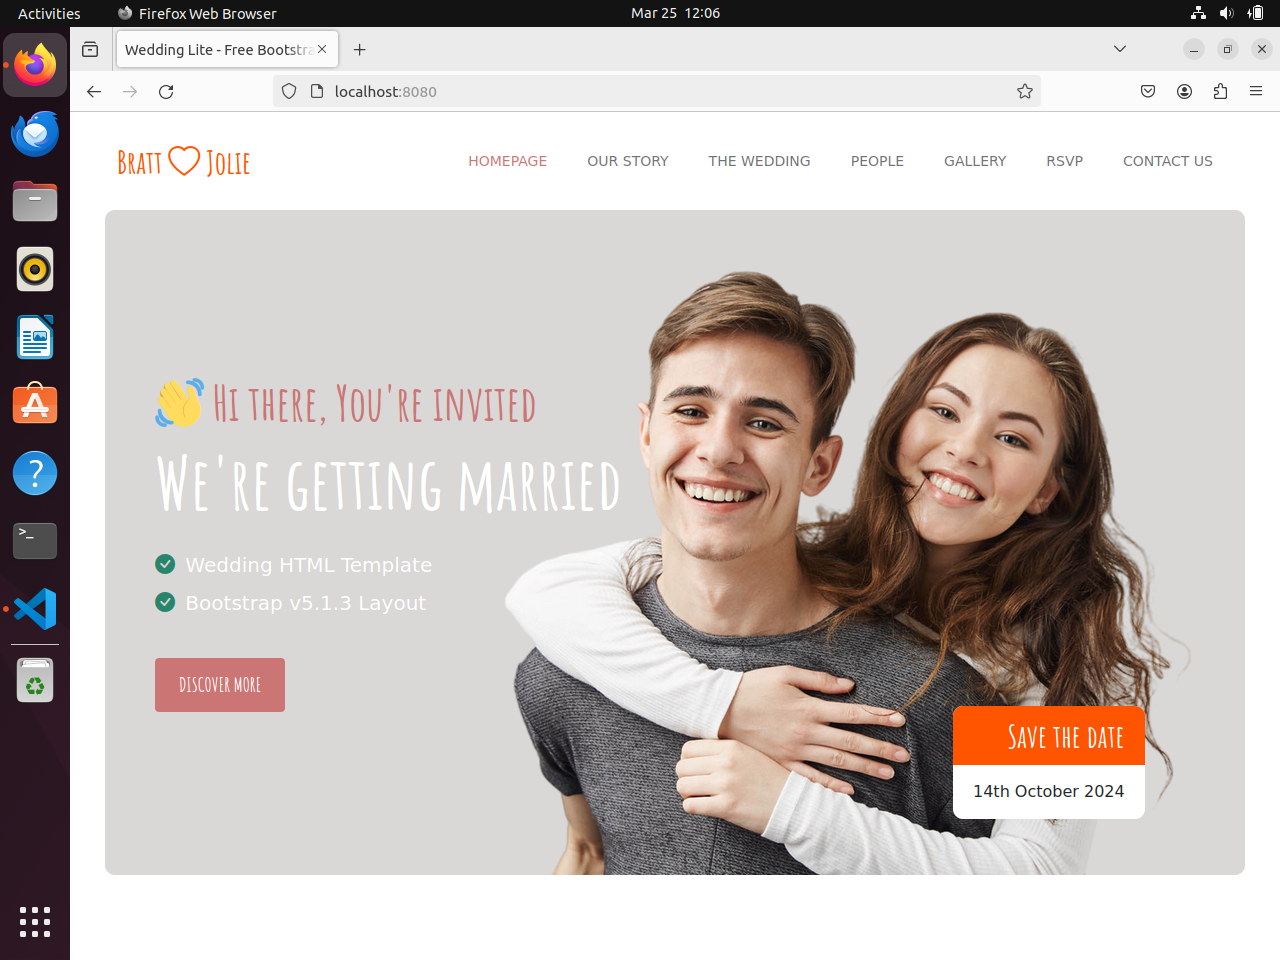 Activities
Firefox Web Browser
Mar 25 12:06
Wedding Lite - Free Bootstra
localhost:8080
Bratt Jolie
HOMEPAGE
OUR STORY
THE WEDDING
PEOPLE
GALLERY
RSVP
CONTACT US
Hi there, You're invited
We're getting married
Wedding HTML Template
Bootstrap v5.1.3 Layout
DISCOVER MORE
Save the date
14th October 2024